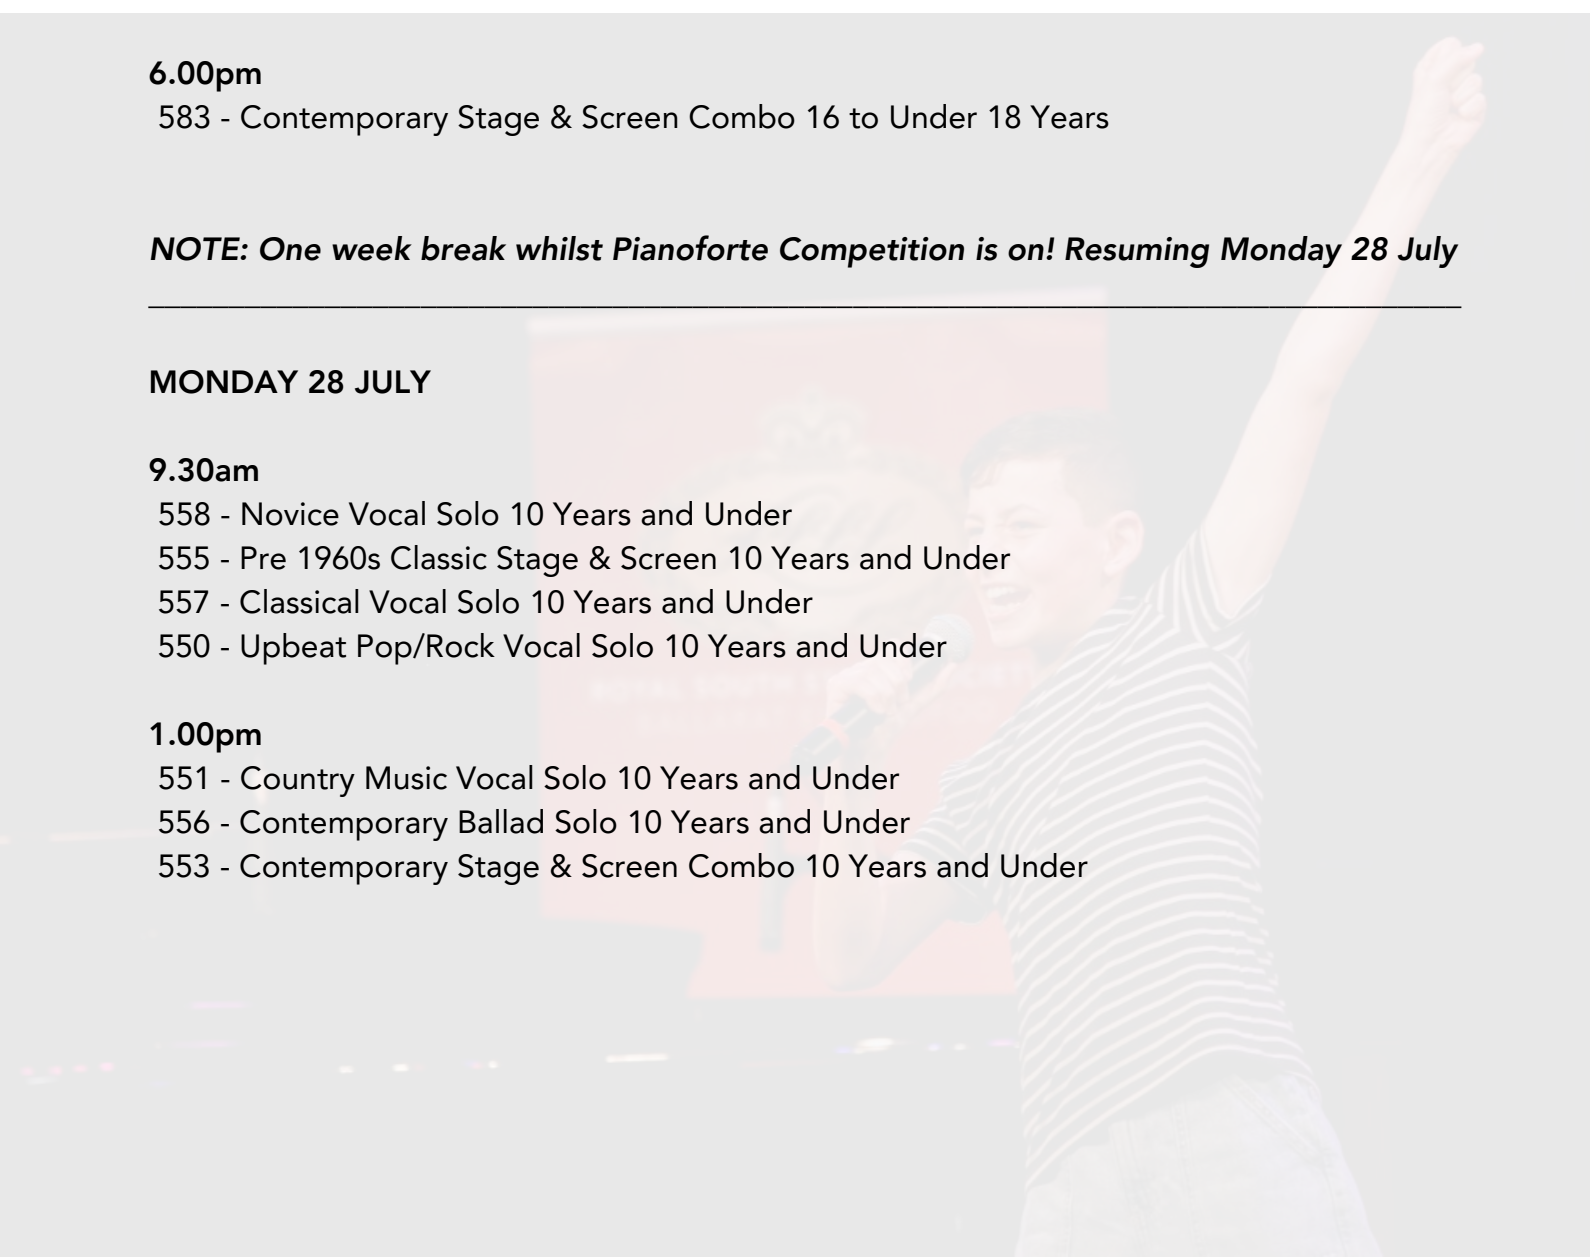 6.00pm
583 - Contemporary Stage & Screen Combo 16 to Under 18 Years
NOTE: One week break whilst Pianoforte Competition is on! Resuming Monday 28 July
MONDAY 28 JULY
9.30am
558 - Novice Vocal Solo 10 Years and Under
555 - Pre 1960s Classic Stage & Screen 10 Years and Under
557 - Classical Vocal Solo 10 Years and Under
550 - Upbeat Pop/Rock Vocal Solo 10 Years and Under
ROYAL SOUTH
1.00pm
551 - Country Music Vocal Solo 10 Years and Under
556 - Contemporary Ballad Solo 10 Years and Under
553 - Contemporary Stage & Screen Combo 10 Years and Under